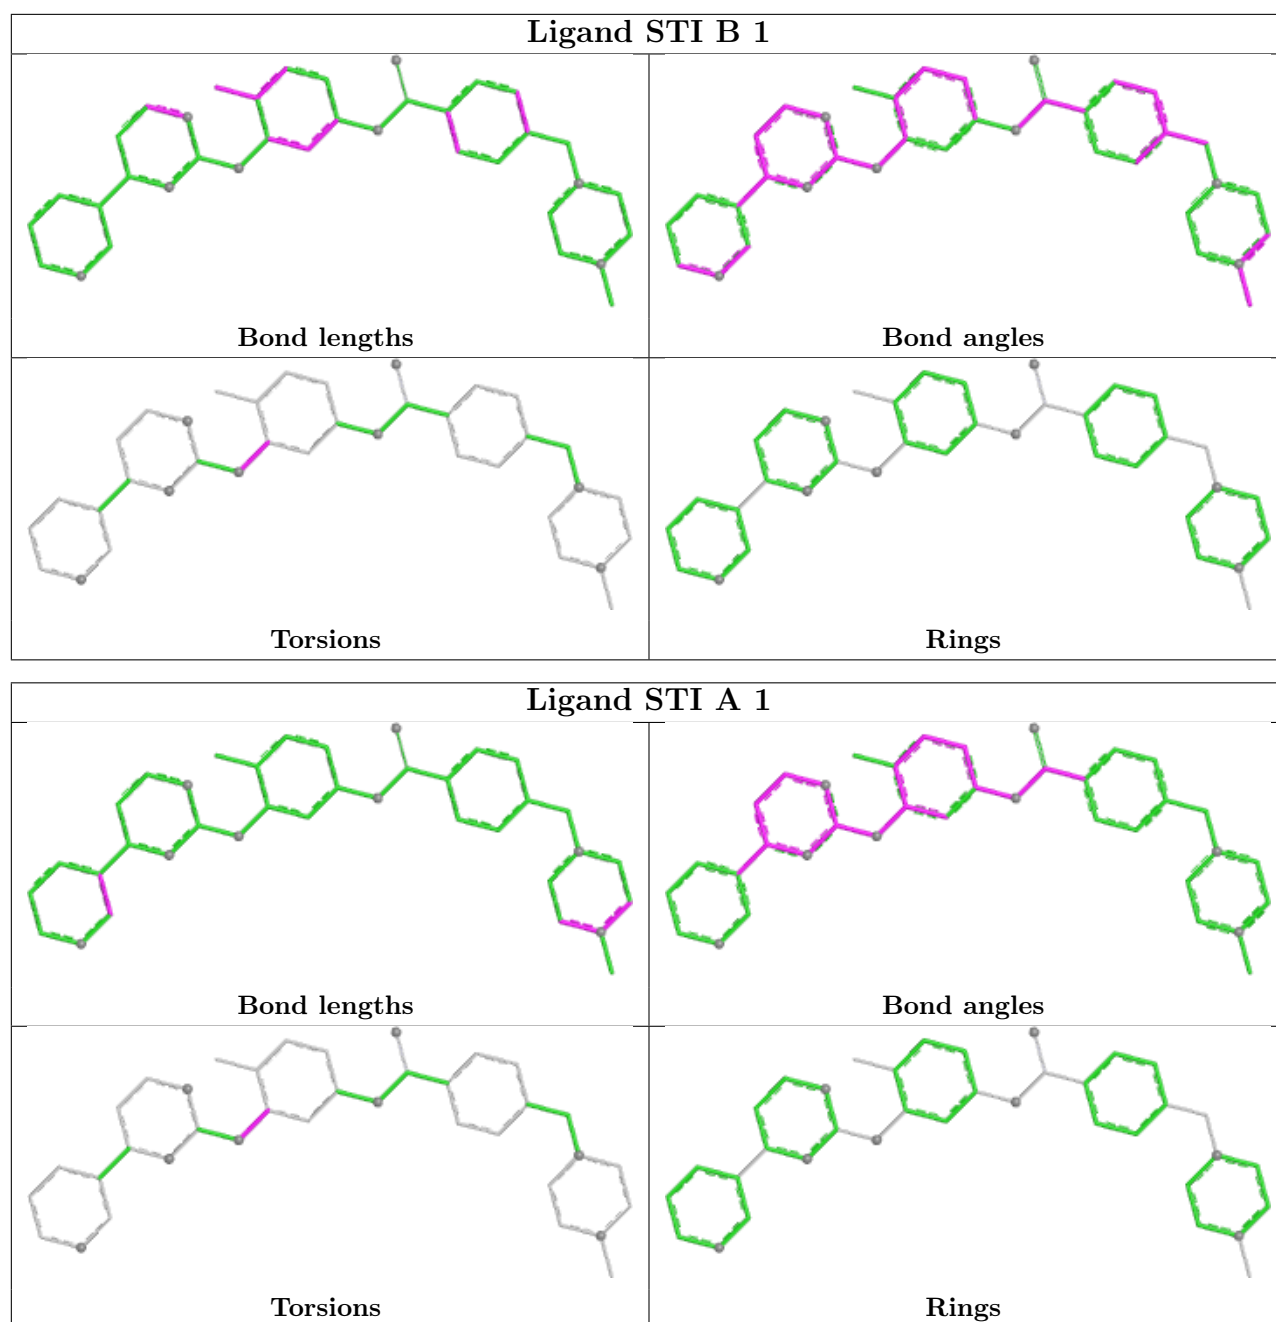 Ligand STI B 1
Bond lengths
Bond angles
Torsions
Rings
Ligand STI A 1
Bond lengths
Bond angles
Torsions
Rings